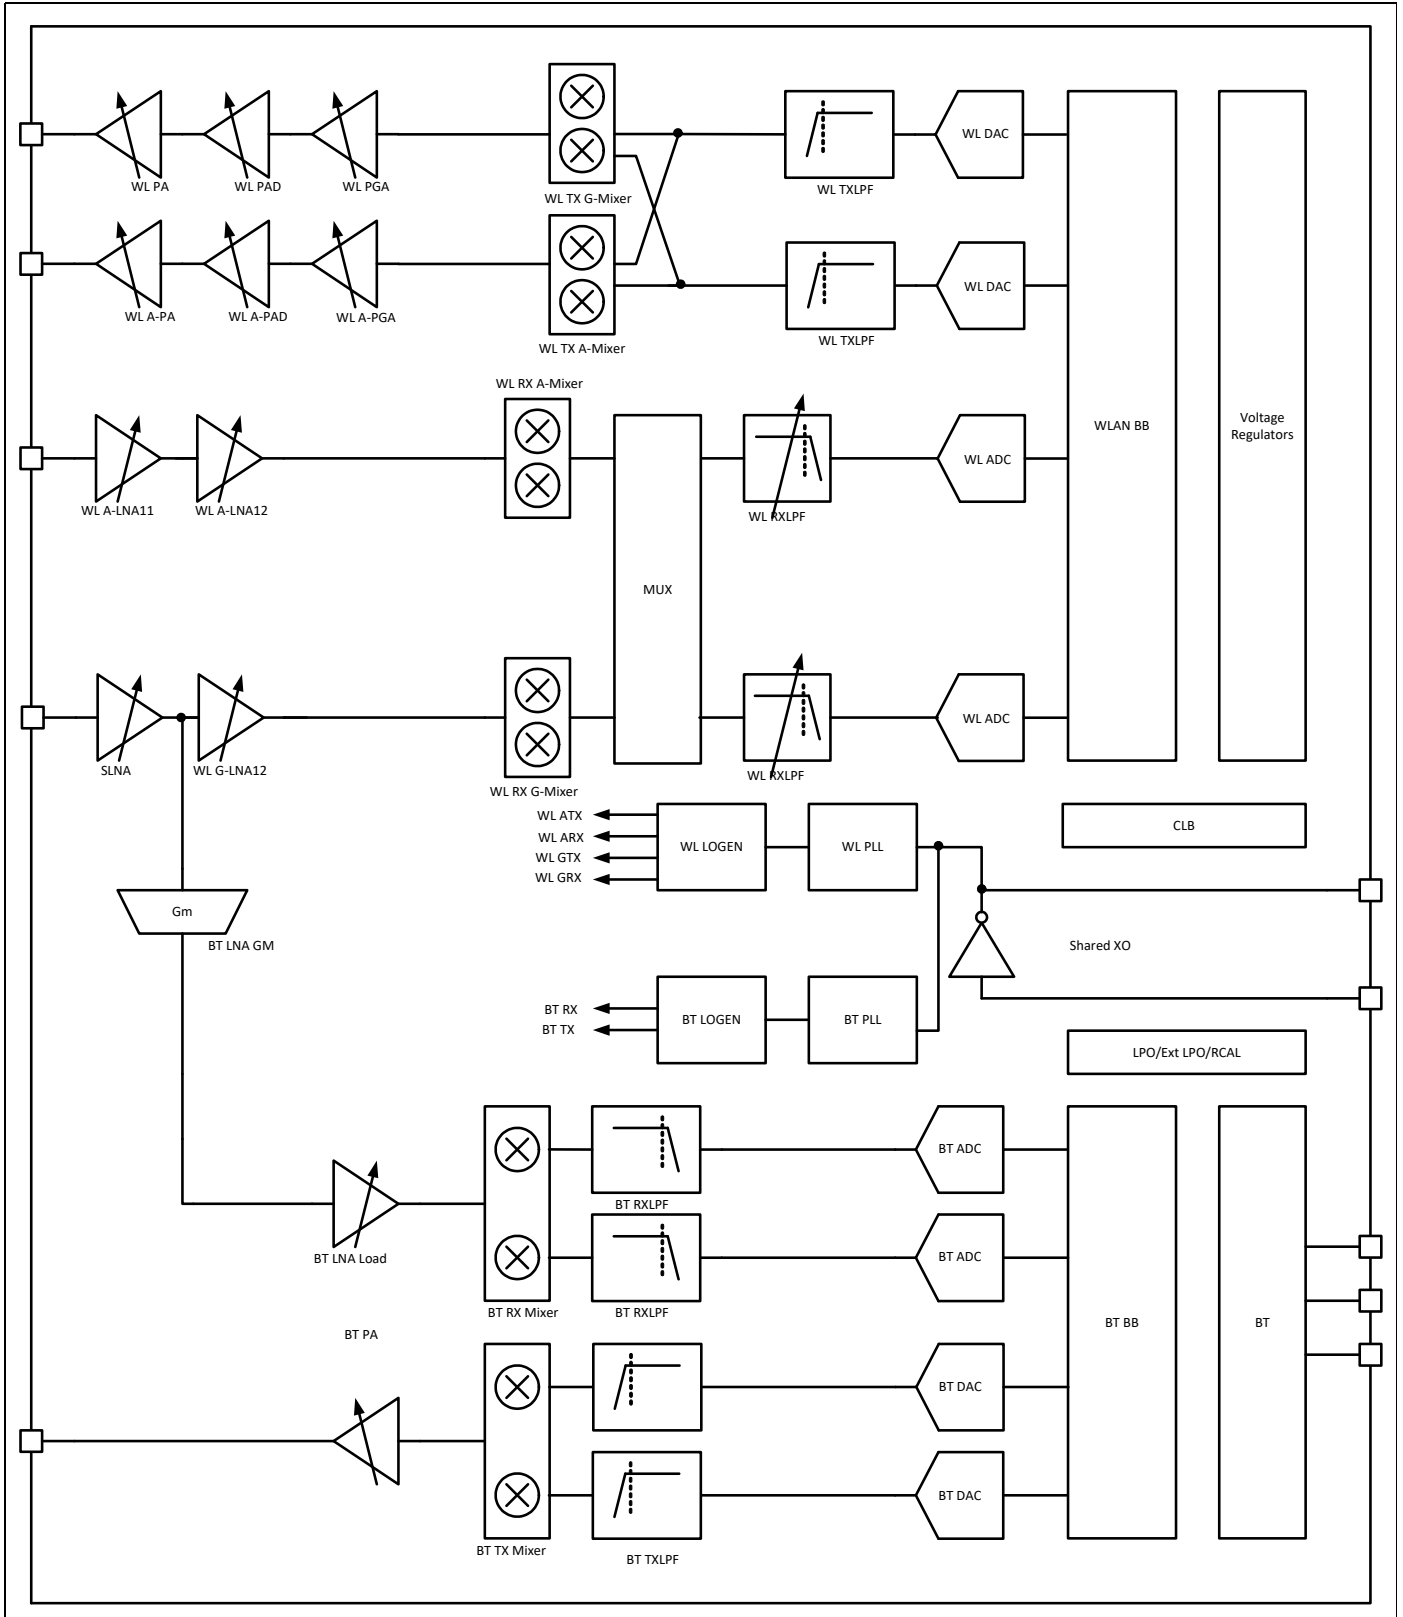 WL DAC
WL PA
WL PAD
WL PGA
WL TX G-Mixer
WL TXLPF
WL DAC
WL A-PA
WL A-PAD
WL A-PGA
WL TX A-Mixer
WL TXLPF
WL RX A-Mixer
WLAN BB
Voltage
Regulators
WL ADC
WL A-LNA11
WL A-LNA12
WL RXLPF
MUX
WL ADC
SLNA
WL G-LNA12
WL RXLPF
WL RX G-Mixer
WL ATX
WL ARX
WL GTX
WL GRX
WL LOGEN
WL PLL
CLB
Gm
BT LNA GM
Shared XO
BT RX
BT TX
BT LOGEN
BT PLL
LPO/Ext LPO/RCAL
BT ADC
BT RXLPF
BT LNA Load
BT ADC
BT RX Mixer
BT RXLPF
BT BB
BT
BT PA
BT DAC
BT DAC
BT TX Mixer
BT TXLPF